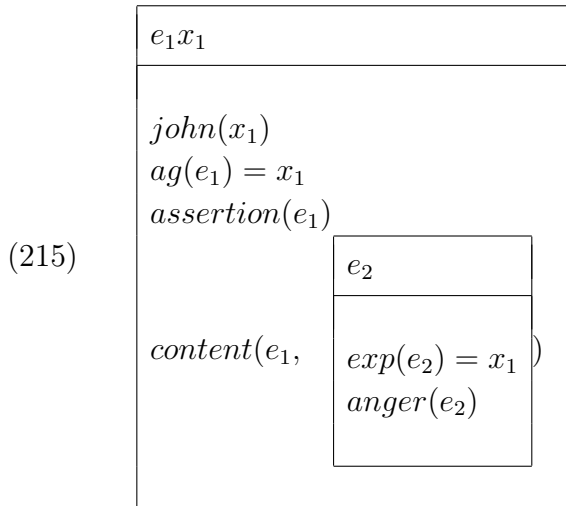 e₁x₁
john(x₁)
ag(e₁) = x₁
assertion(e₁)
(215)
e₂
content(e₁, )
exp(e₂) = x₁
anger(e₂)